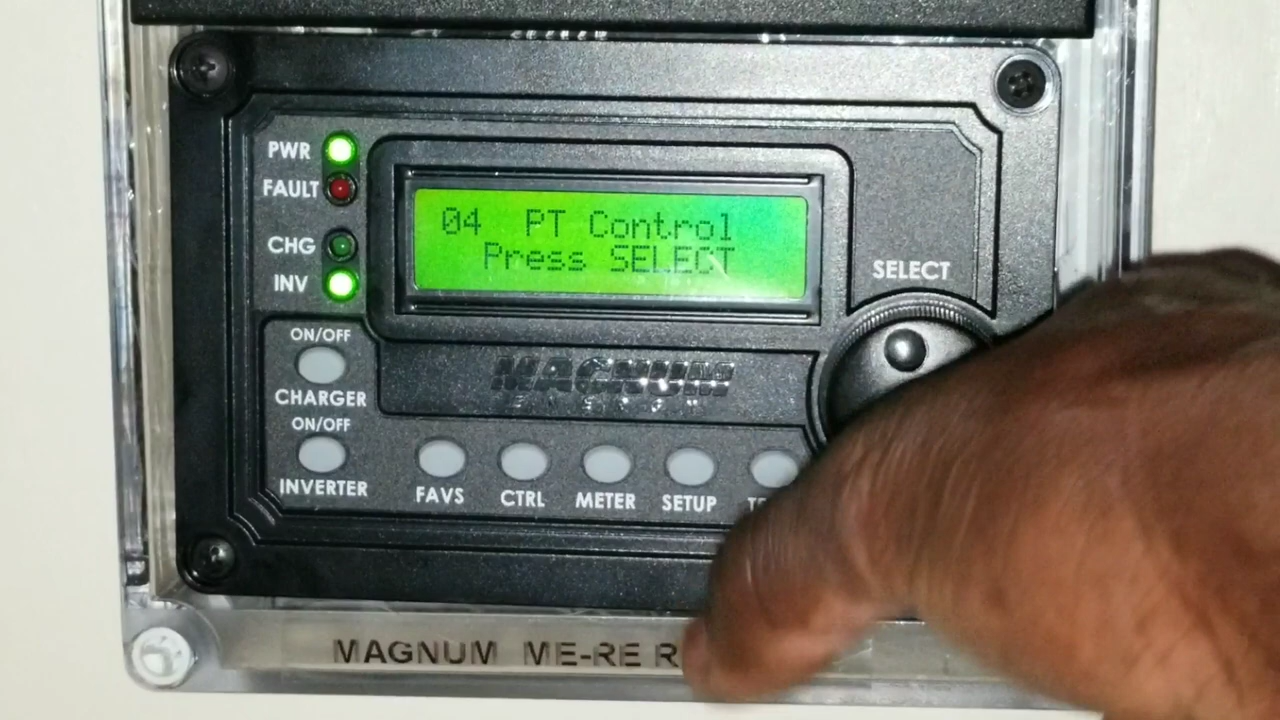 PWR
FAULT
CHG
INV
04 PT Control
Press SELECT
SELECT
ON/OFF
CHARGER
ON/OFF
INVERTER
MAGNUM
ENERGY
FAVS
CTRL
METER
SETUP
MAGNUM ME-RE